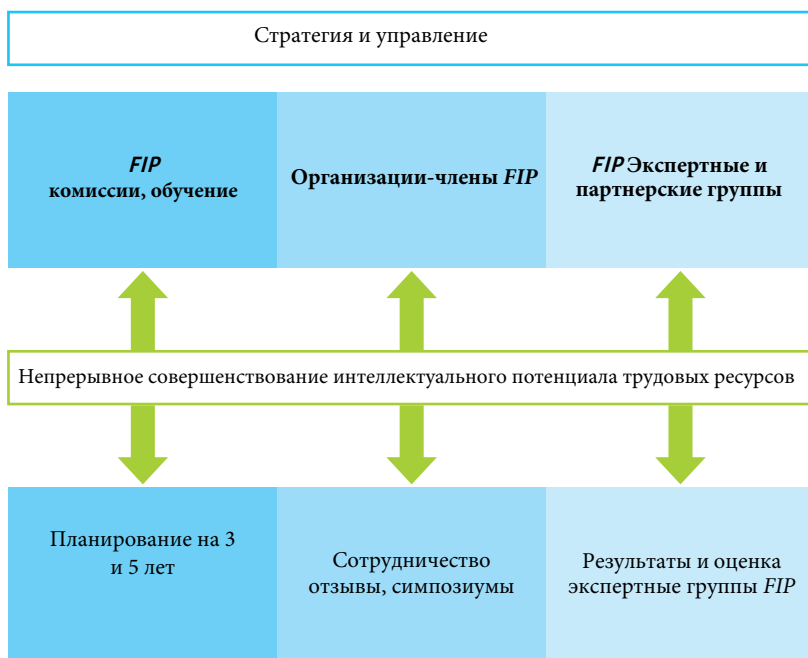 Стратегия и управление
FIP
комиссии, обучение
Организации-члены FIP
FIP Экспертные и
партнерские группы
Непрерывное совершенствование интеллектуального потенциала трудовых ресурсов
Планирование на 3
и 5 лет
Сотрудничество
отзывы, симпозиумы
Результаты и оценка
экспертные группы FIP